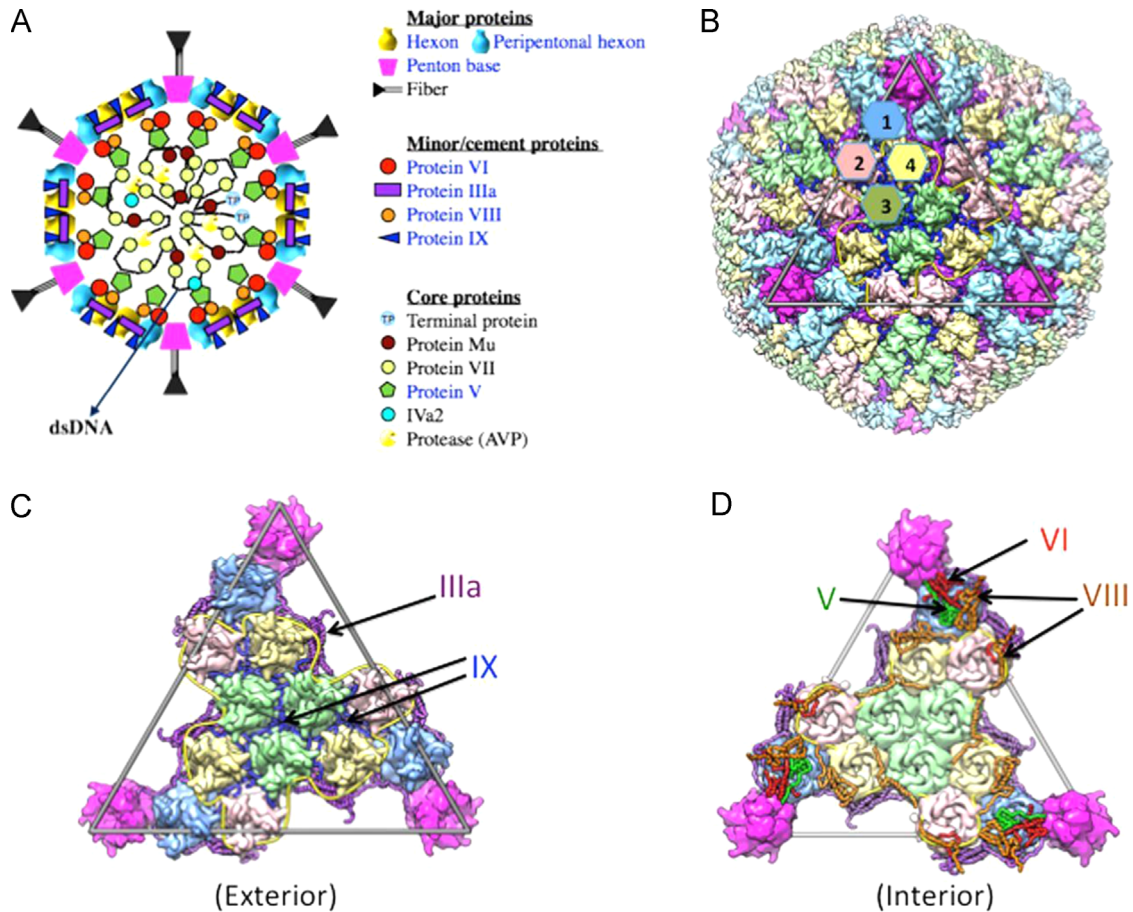 A
Major proteins
Hexon Peripentonal hexon
Penton base
Fiber
Minor/cement proteins
Protein VI
Protein IIIa
Protein VIII
Protein IX
Core proteins
TP Terminal protein
Protein Mu
Protein VII
Protein V
IVa2
Protease (AVP)
TP
TP
dsDNA
B
1
2 4
3
C
IIIa
IX
(Exterior)
D
VI
V VIII
(Interior)